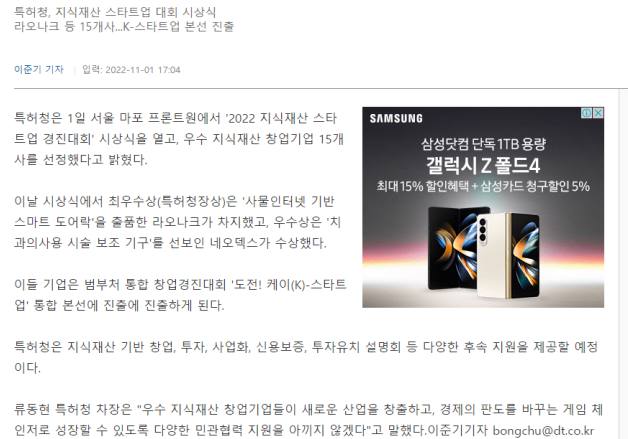 특허청, 지식재산 스타트업 대회 시상식
라오나크 등 15개사...K-스타트업 본선 진출
이준기 기자 | 입력: 2022-11-01 17:04
특허청은 1일 서울 마포 프론트원에서 '2022 지식재산 스타
트업 경진대회' 시상식을 열고, 우수 지식재산 창업기업 15개
사를 선정했다고 밝혔다.
이날 시상식에서 최우수상(특허청장상)은 '사물인터넷 기반
스마트 도어락'을 출품한 라오나크가 차지했고, 우수상은 '치
과의사용 시술 보조 기구'를 선보인 네오덱스가 수상했다.
이들 기업은 범부처 통합 창업경진대회 '도전! 케이(K)-스타트
업' 통합 본선에 진출에 진출하게 된다.
SAMSUNG
삼성닷컴 단독 1TB 용량
갤럭시 Z 폴드4
최대 15% 할인혜택 + 삼성카드 청구할인 5%
특허청은 지식재산 기반 창업, 투자, 사업화, 신용보증, 투자유치 설명회 등 다양한 후속 지원을 제공할 예정
이다.
류동현 특허청 차장은 "우수 지식재산 창업기업들이 새로운 산업을 창출하고, 경제의 판도를 바꾸는 게임 체
인저로 성장할 수 있도록 다양한 민관협력 지원을 아끼지 않겠다"고 말했다.이준기기자 bongchu@dt.co.kr